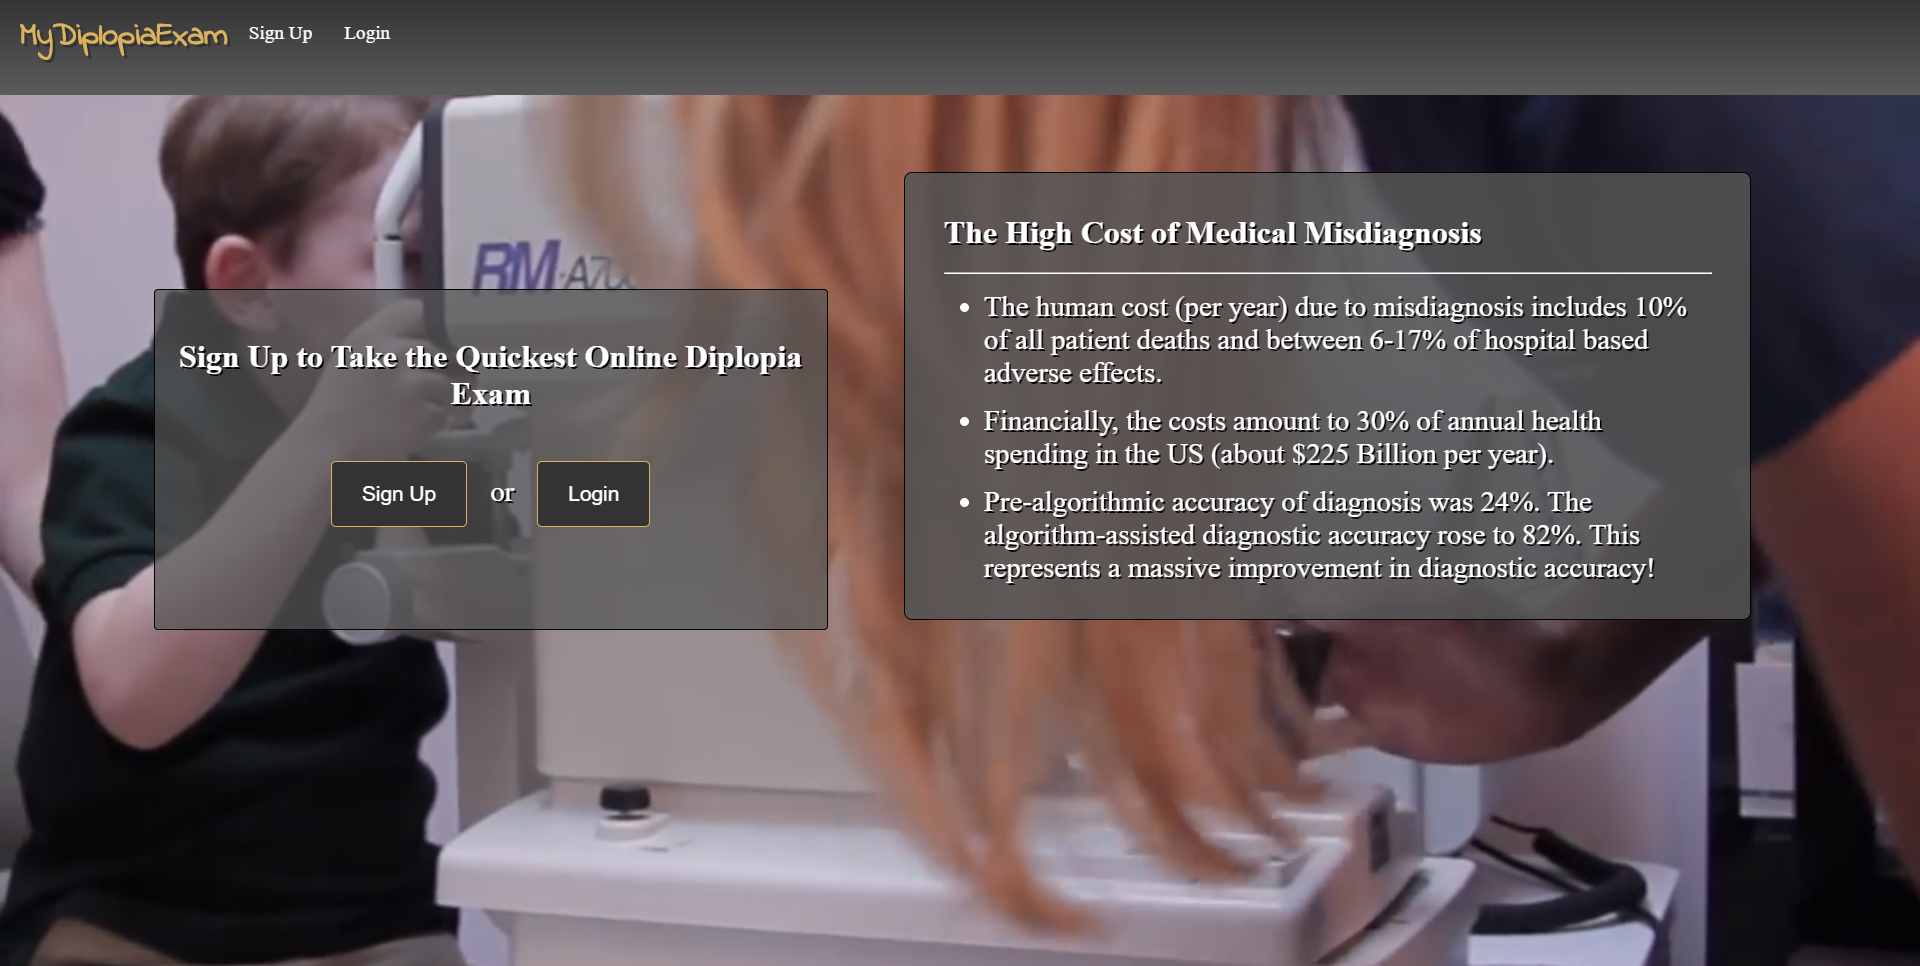 MyDiplopiaExam Sign Up Login
RM-A7
Sign Up to Take the Quickest Online Diplopia
Exam
Sign Up or Login
The High Cost of Medical Misdiagnosis
The human cost (per year) due to misdiagnosis includes 10%
of all patient deaths and between 6-17% of hospital based
adverse effects.
Financially, the costs amount to 30% of annual health
spending in the US (about $225 Billion per year).
Pre-algorithmic accuracy of diagnosis was 24%. The
algorithm-assisted diagnostic accuracy rose to 82%. This
represents a massive improvement in diagnostic accuracy!